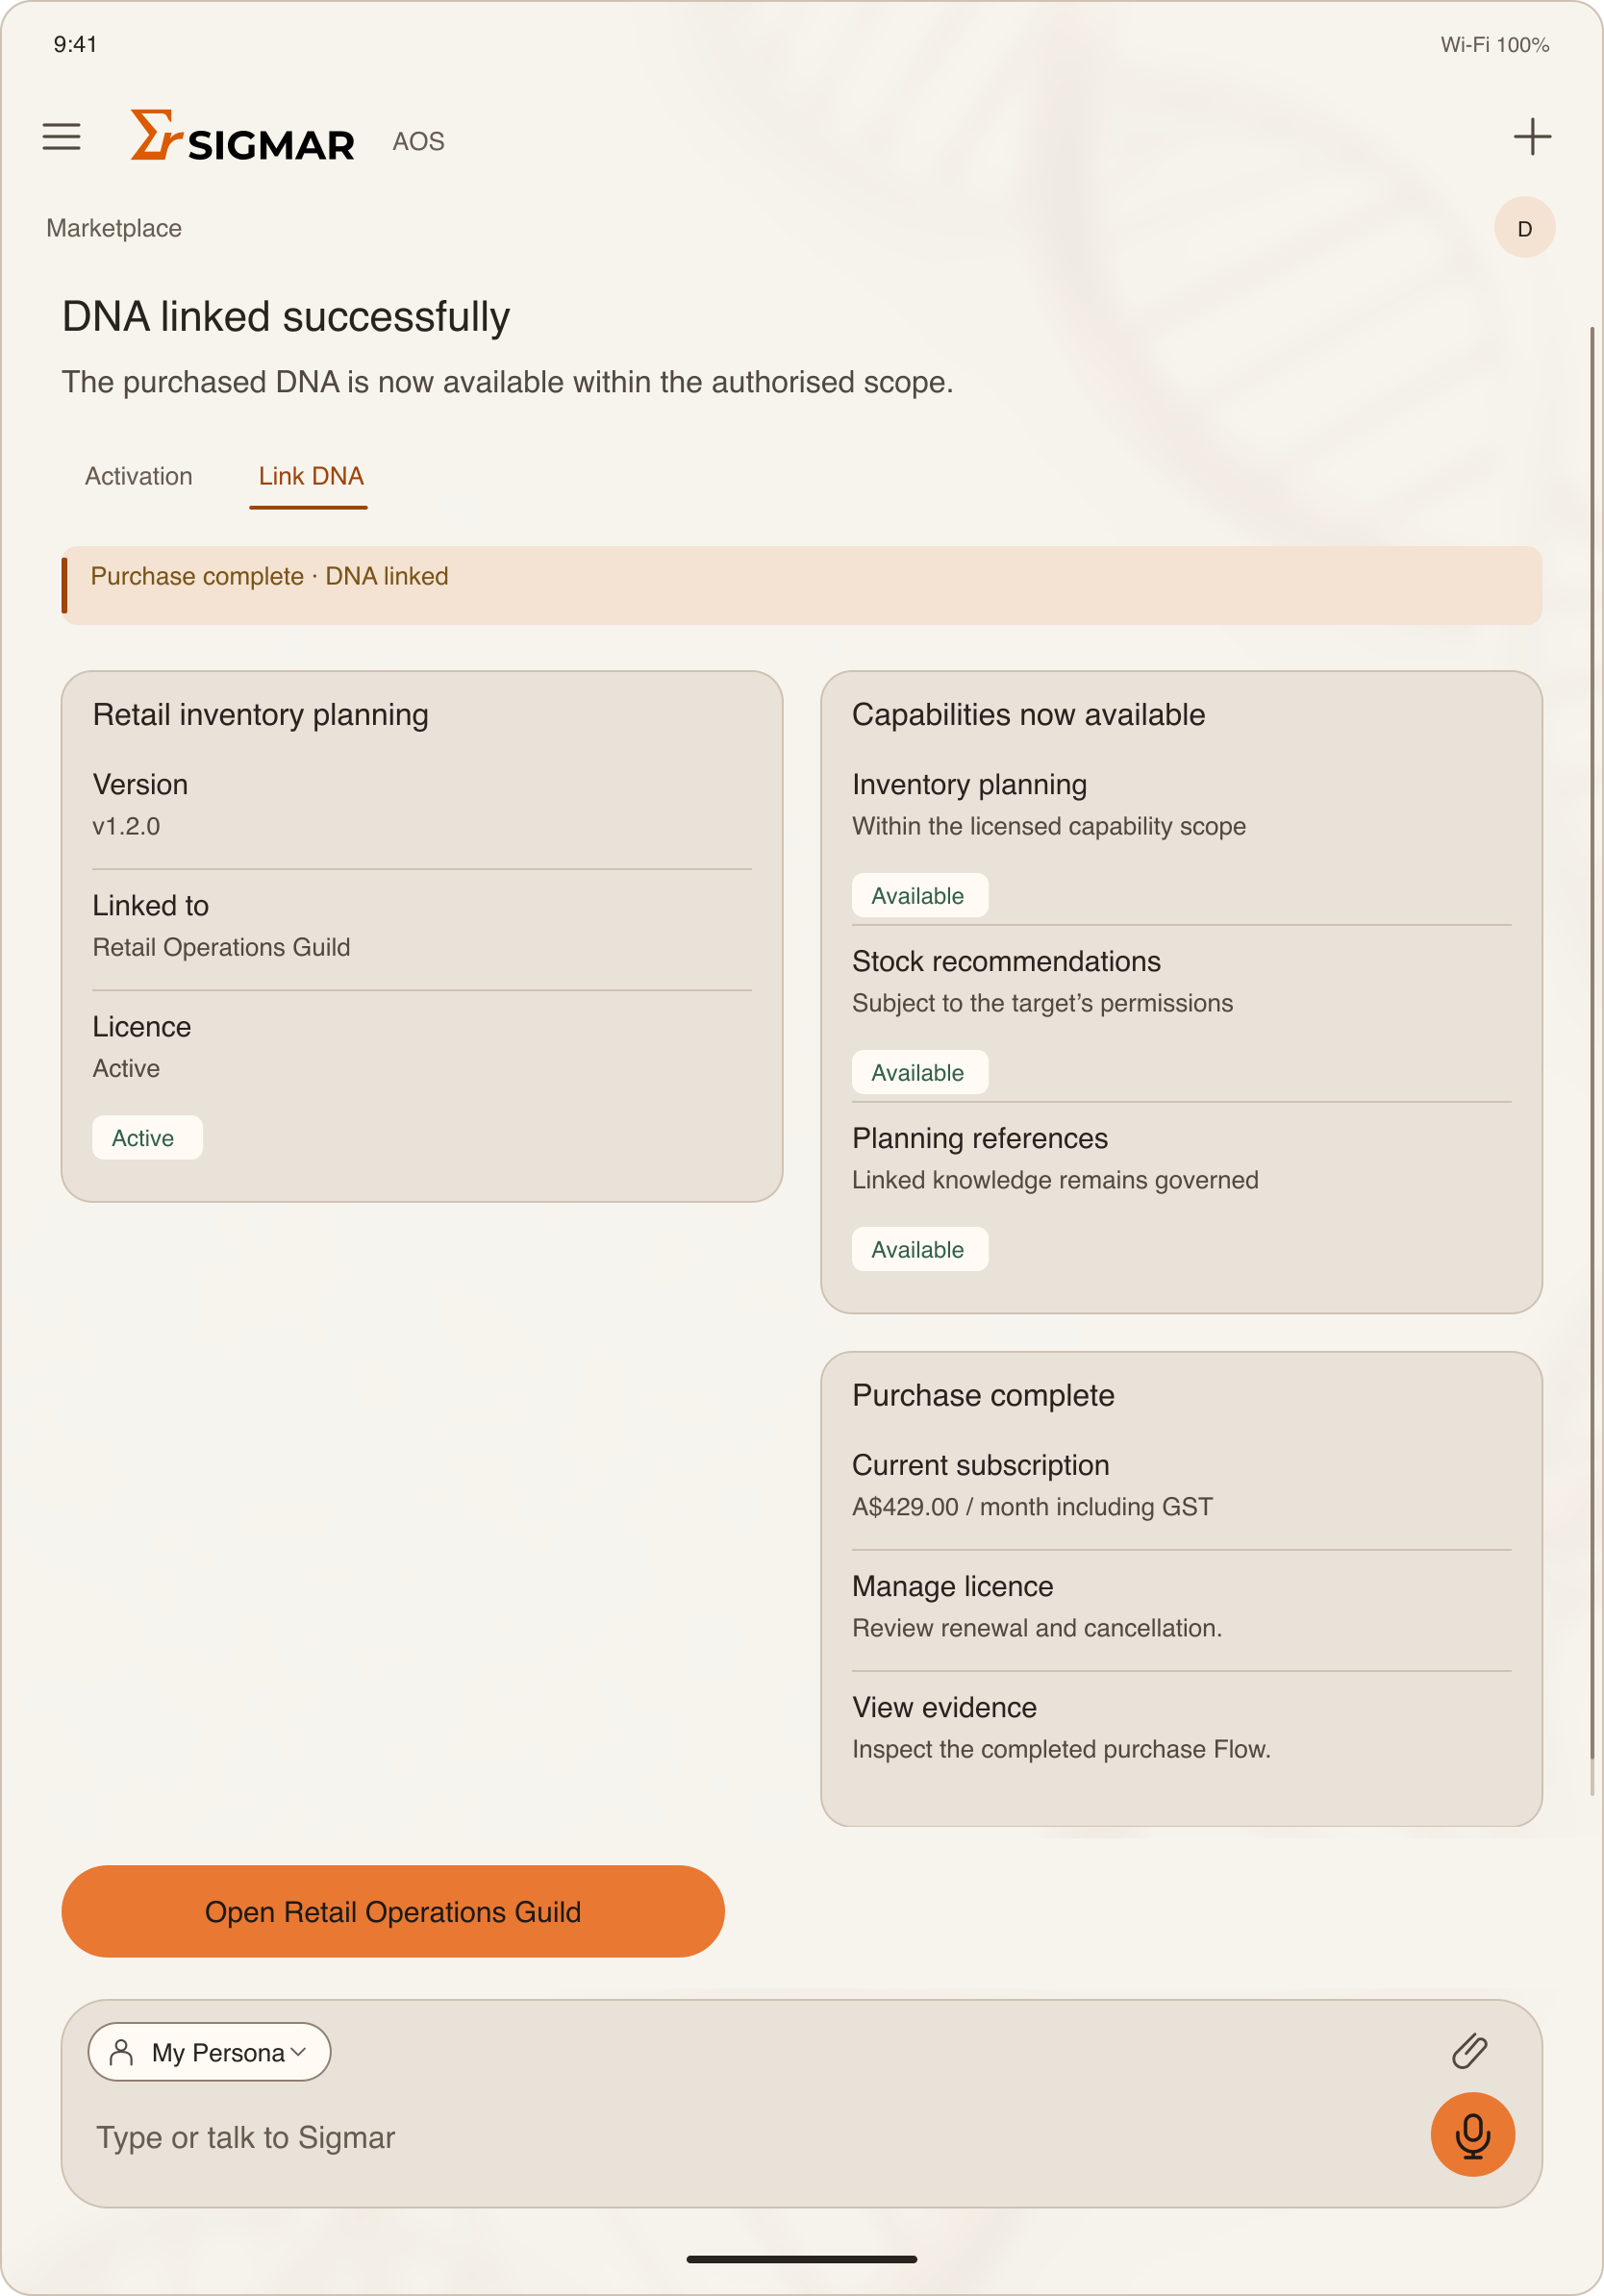 9:41
Wi-Fi 100%
Σr SIGMAR AOS
Marketplace
D
DNA linked successfully
The purchased DNA is now available within the authorised scope.
Activation
Link DNA
Purchase complete · DNA linked
Retail inventory planning
Version
v1.2.0
Linked to
Retail Operations Guild
Licence
Active
Active
Capabilities now available
Inventory planning
Within the licensed capability scope
Available
Stock recommendations
Subject to the target’s permissions
Available
Planning references
Linked knowledge remains governed
Available
Purchase complete
Current subscription
A$429.00 / month including GST
Manage licence
Review renewal and cancellation.
View evidence
Inspect the completed purchase Flow.
Open Retail Operations Guild
My Persona
Type or talk to Sigmar